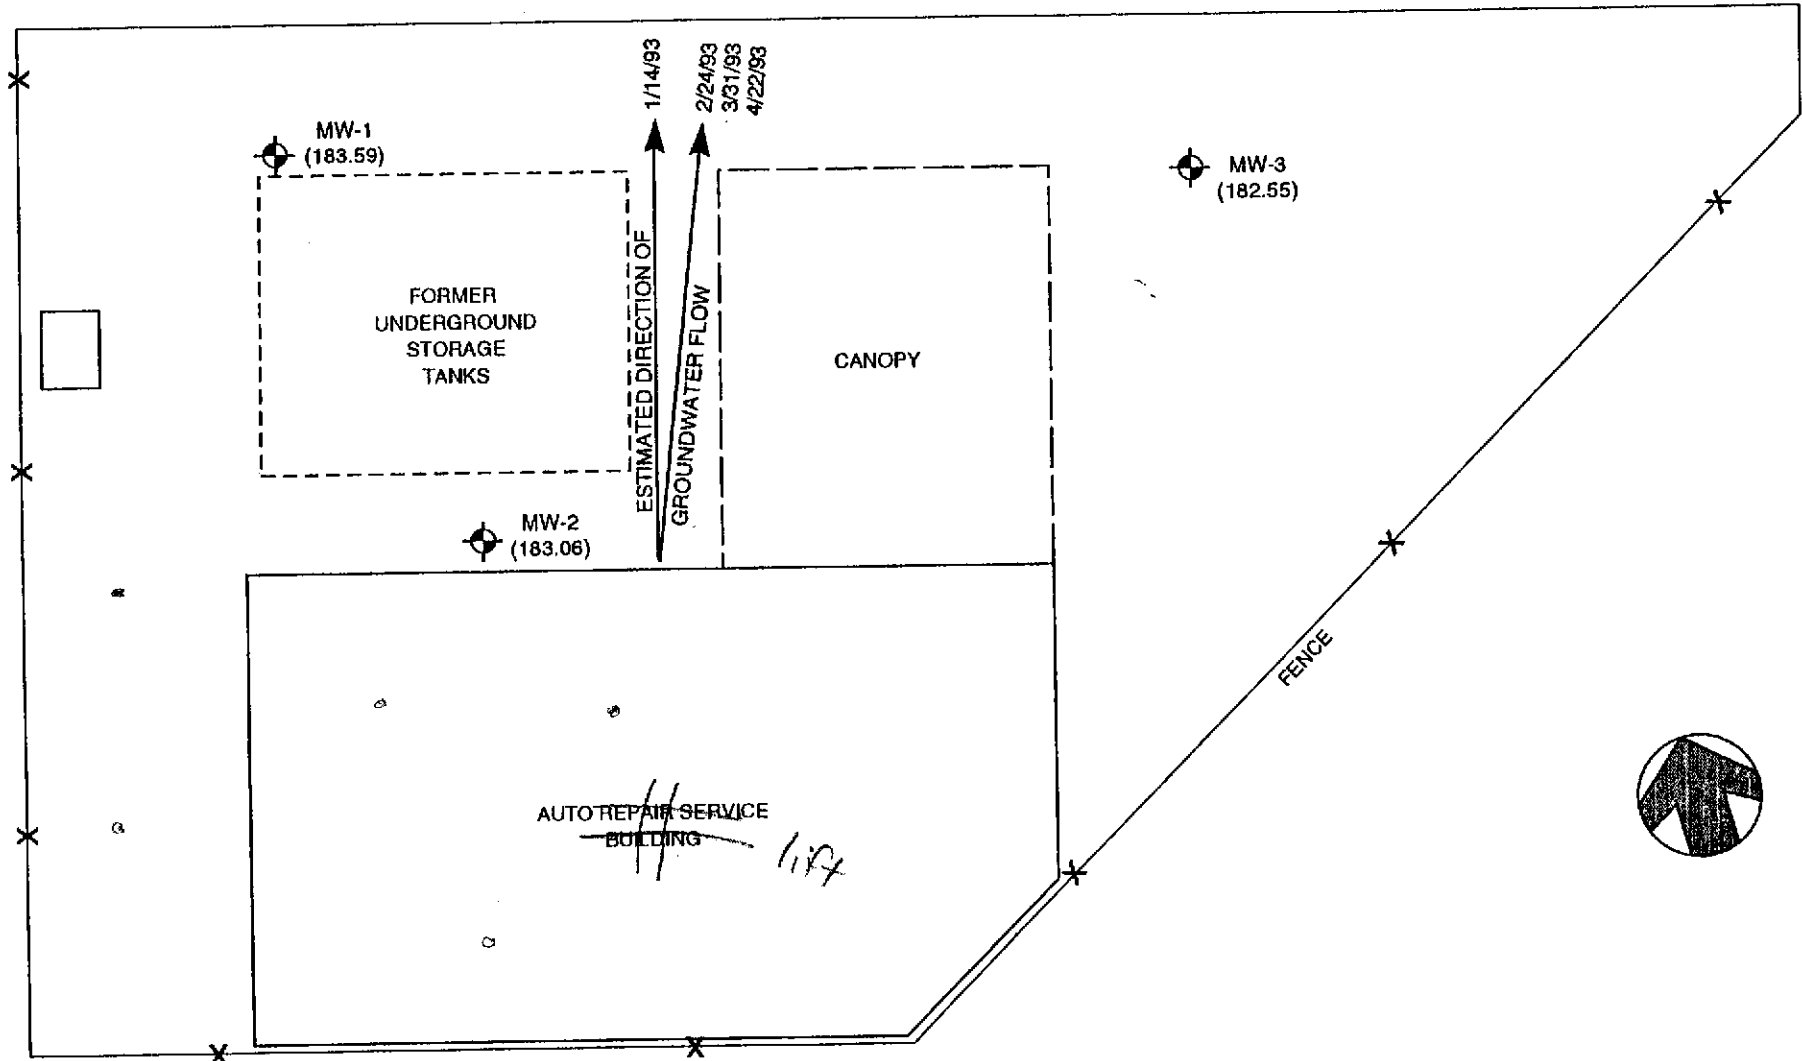 1/14/93
2/24/93
3/31/93
4/22/93
MW-1
(183.59)
MW-3
(182.55)
ESTIMATED DIRECTION OF
GROUNDWATER FLOW
FORMER
UNDERGROUND
STORAGE
TANKS
CANOPY
MW-2
(183.06)
FENCE
AUTO REPAIR SERVICE
BUILDING
lift